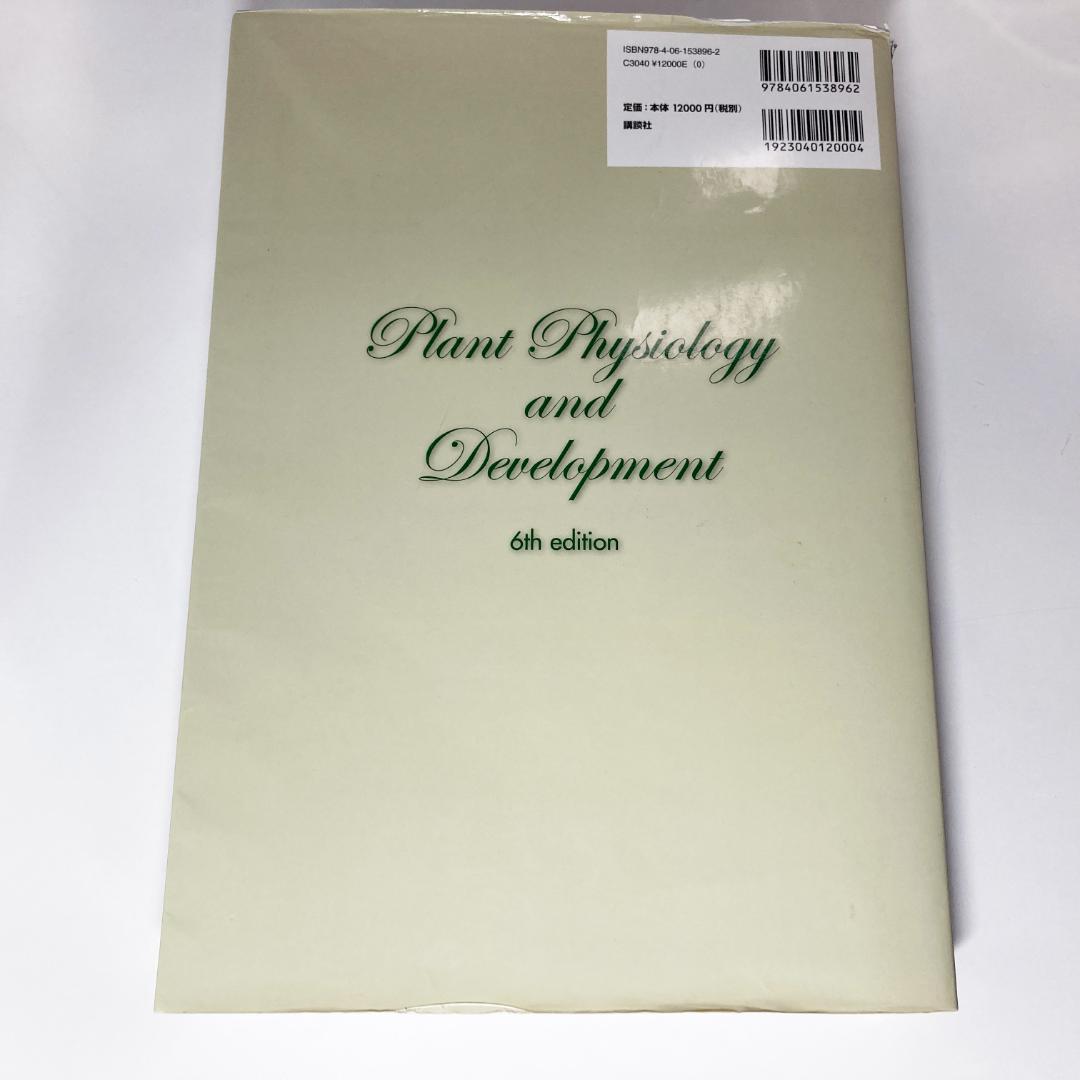 ISBN978-4-06-153896-2
C3040 ¥12000E (0)
9784061538962
定価:本体 12000 円(税別)
講談社
1923040120004
Plant Physiology
and
Development
6th edition